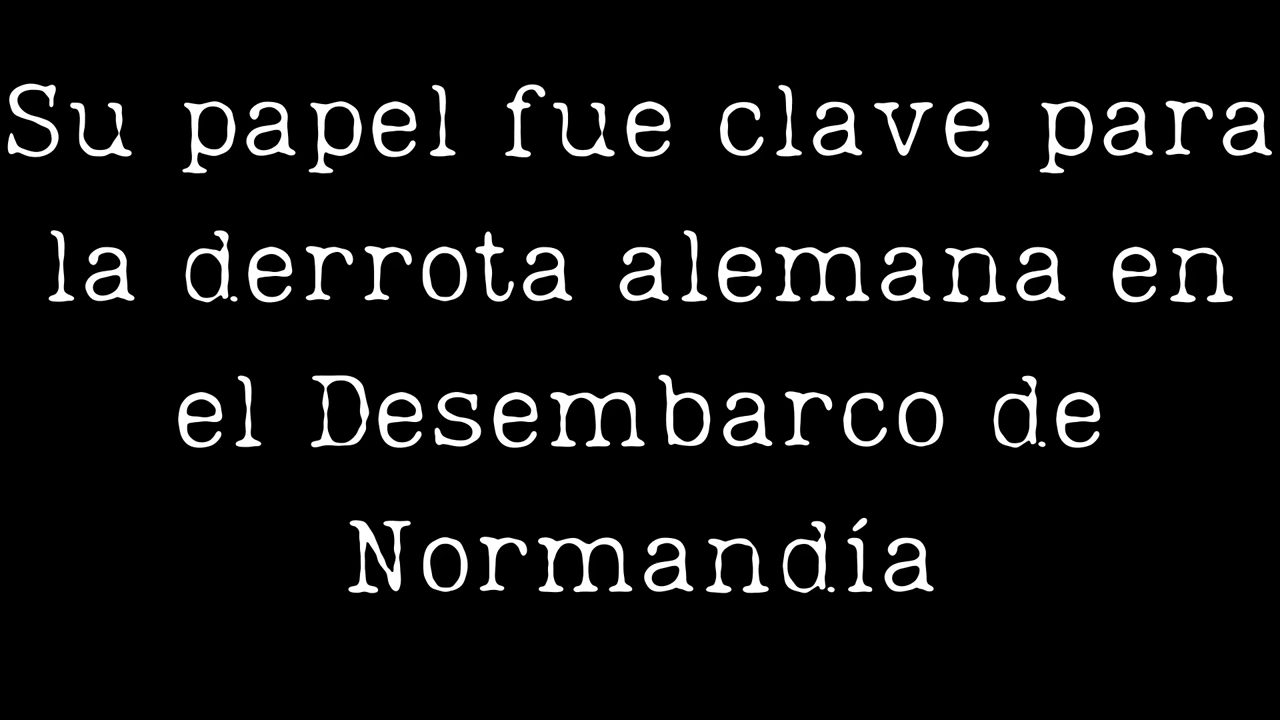 Su papel fue clave para
la derrota alemana en
el Desembarco de
Normandía